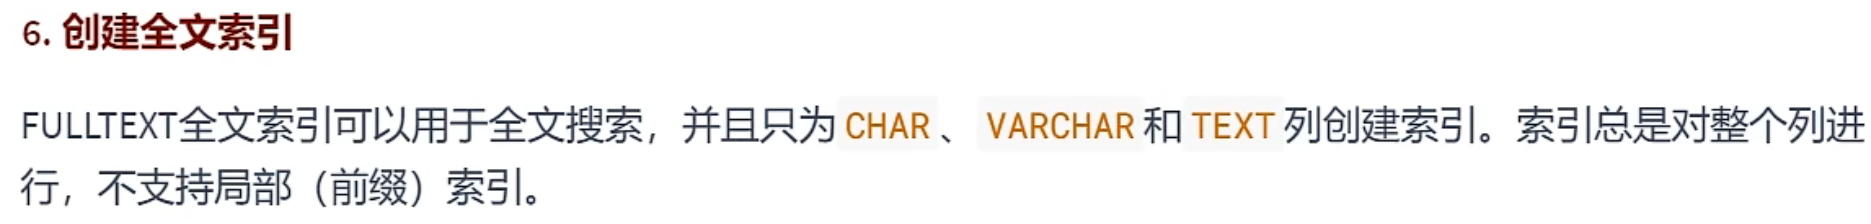 6. 创建全文索引
FULLTEXT全文索引可以用于全文搜索，并且只为 CHAR 、 VARCHAR 和 TEXT 列创建索引。索引总是对整个列进
行，不支持局部（前缀）索引。